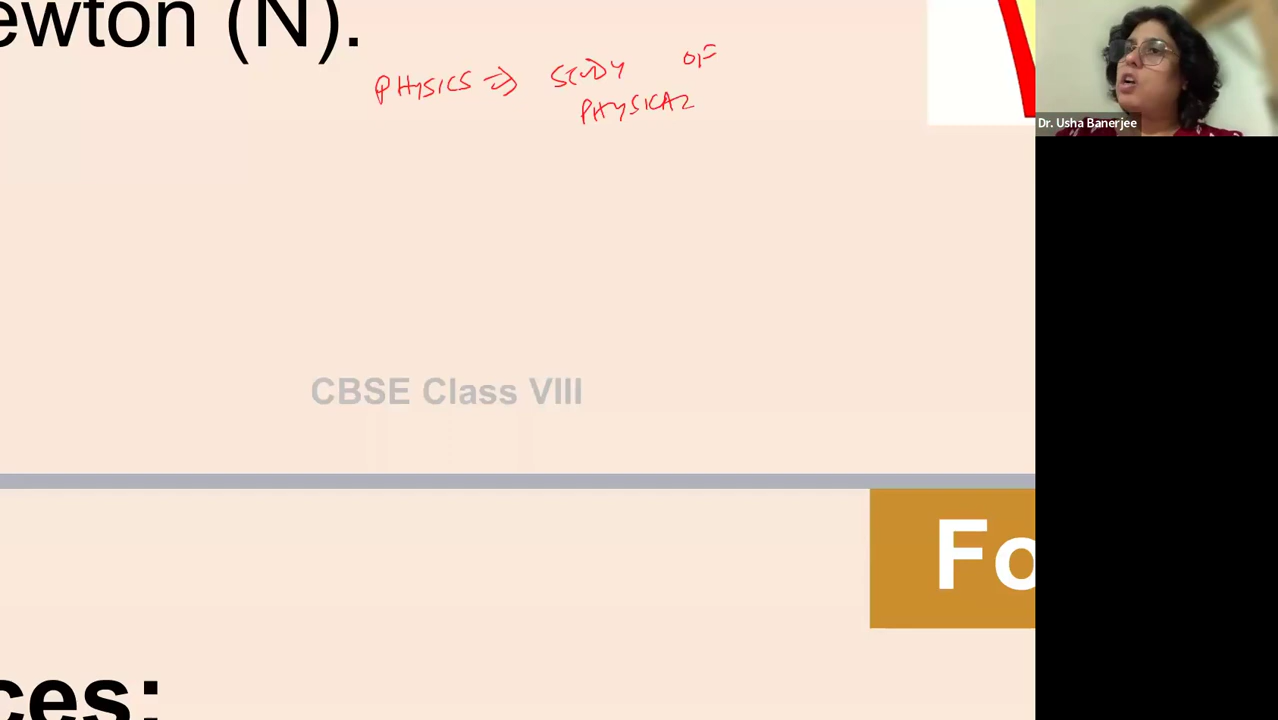 ewton (N).
PHYSICS => STUDY OF
PHYSICAL
Dr. Usha Banerjee
CBSE Class VIII
Fo
ces: